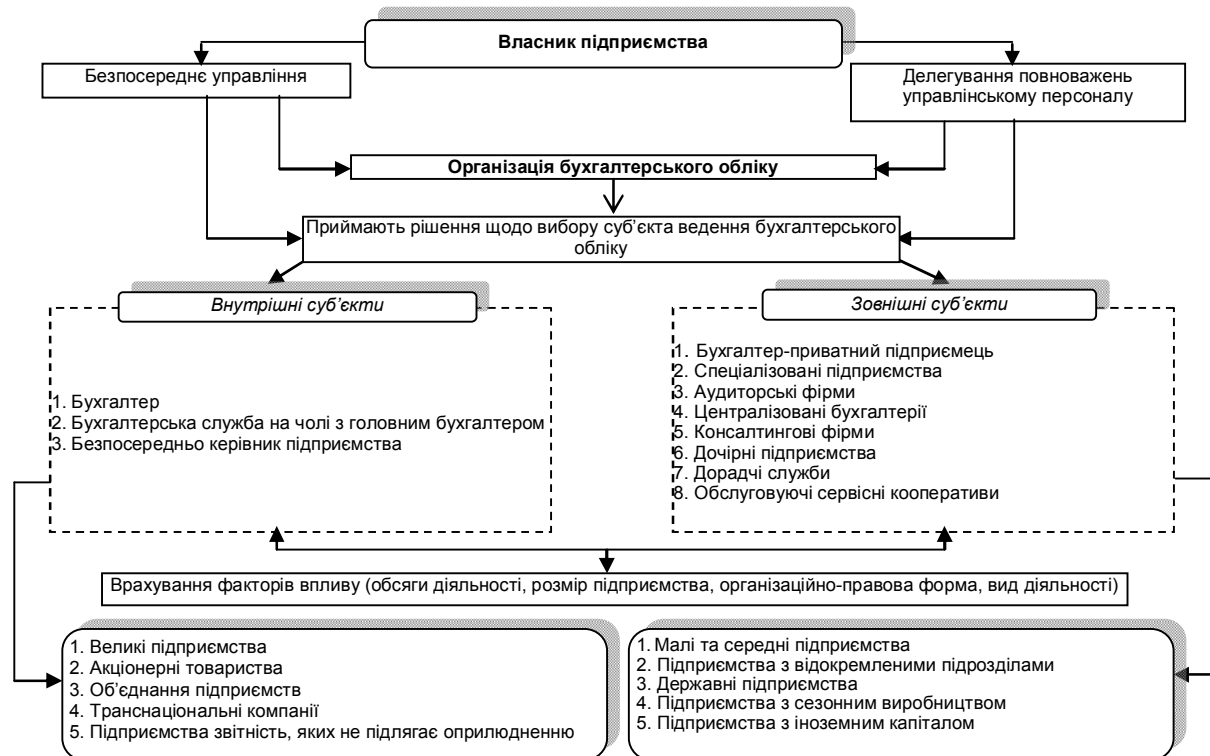 Власник підприємства
Безпосереднє управління
Делегування повноважень
управлінському персоналу
Організація бухгалтерського обліку
Приймають рішення щодо вибору суб’єкта ведення бухгалтерського
обліку
Внутрішні суб’єкти
Зовнішні суб’єкти
1. Бухгалтер
2. Бухгалтерська служба на чолі з головним бухгалтером
3. Безпосередньо керівник підприємства
1. Бухгалтер-приватний підприємець
2. Спеціалізовані підприємства
3. Аудиторські фірми
4. Централізовані бухгалтерії
5. Консалтингові фірми
6. Дочірні підприємства
7. Дорадчі служби
8. Обслуговуючі сервісні кооперативи
Врахування факторів впливу (обсяги діяльності, розмір підприємства, організаційно-правова форма, вид діяльності)
1. Великі підприємства
2. Акціонерні товариства
3. Об’єднання підприємств
4. Транснаціональні компанії
5. Підприємства звітність, яких не підлягає оприлюдненню
1. Малі та середні підприємства
2. Підприємства з відокремленими підрозділами
3. Державні підприємства
4. Підприємства з сезонним виробництвом
5. Підприємства з іноземним капіталом